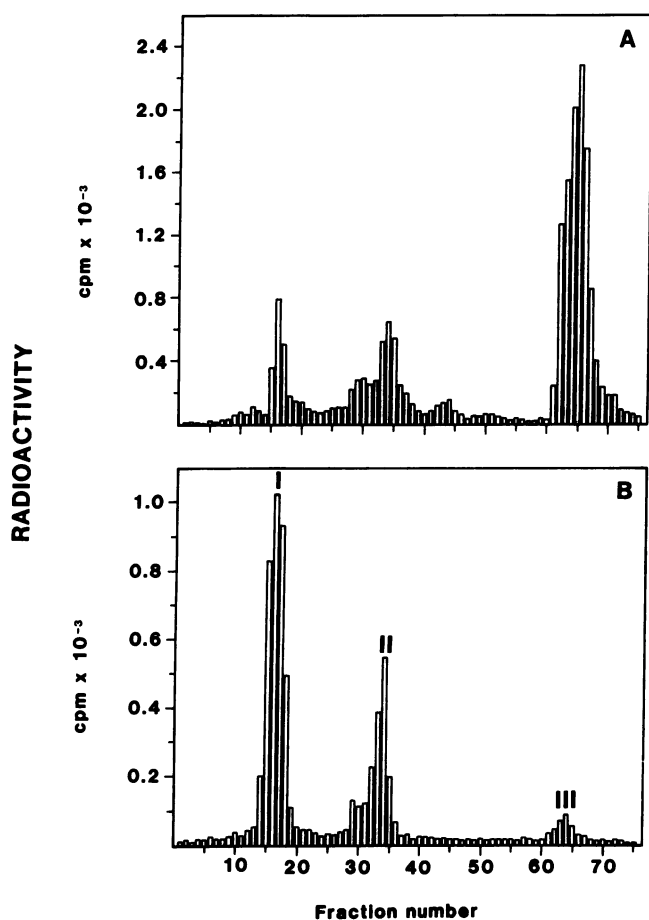 RADIOACTIVITY
cpm x 10⁻³
A
2.4
2.0
1.6
1.2
0.8
0.4
cpm x 10⁻³
B
1.0
0.8
0.6
0.4
0.2
I
II
III
10 20 30 40 50 60 70
Fraction number